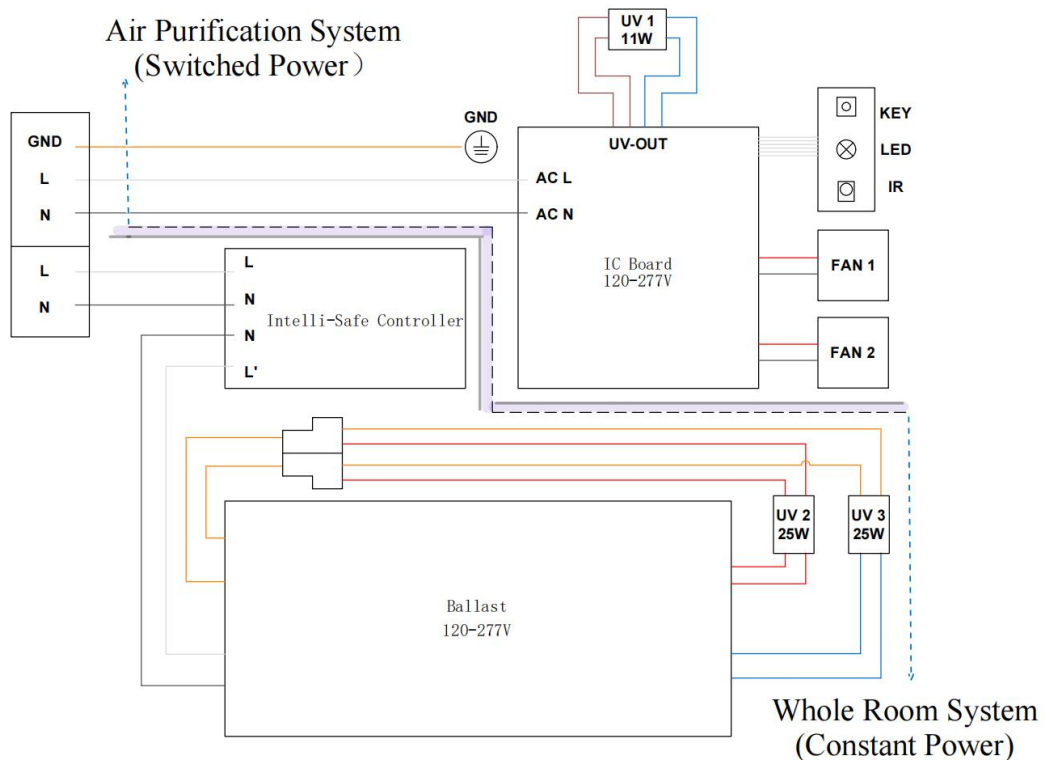 Air Purification System
(Switched Power)
UV 1
11W
GND
L
N
L
N
GND
UV-OUT
AC L
AC N
IC Board
120-277V
KEY
LED
IR
FAN 1
FAN 2
L
N
Intelli-Safe Controller
N
L'
UV 2
25W
UV 3
25W
Ballast
120-277V
Whole Room System
(Constant Power)